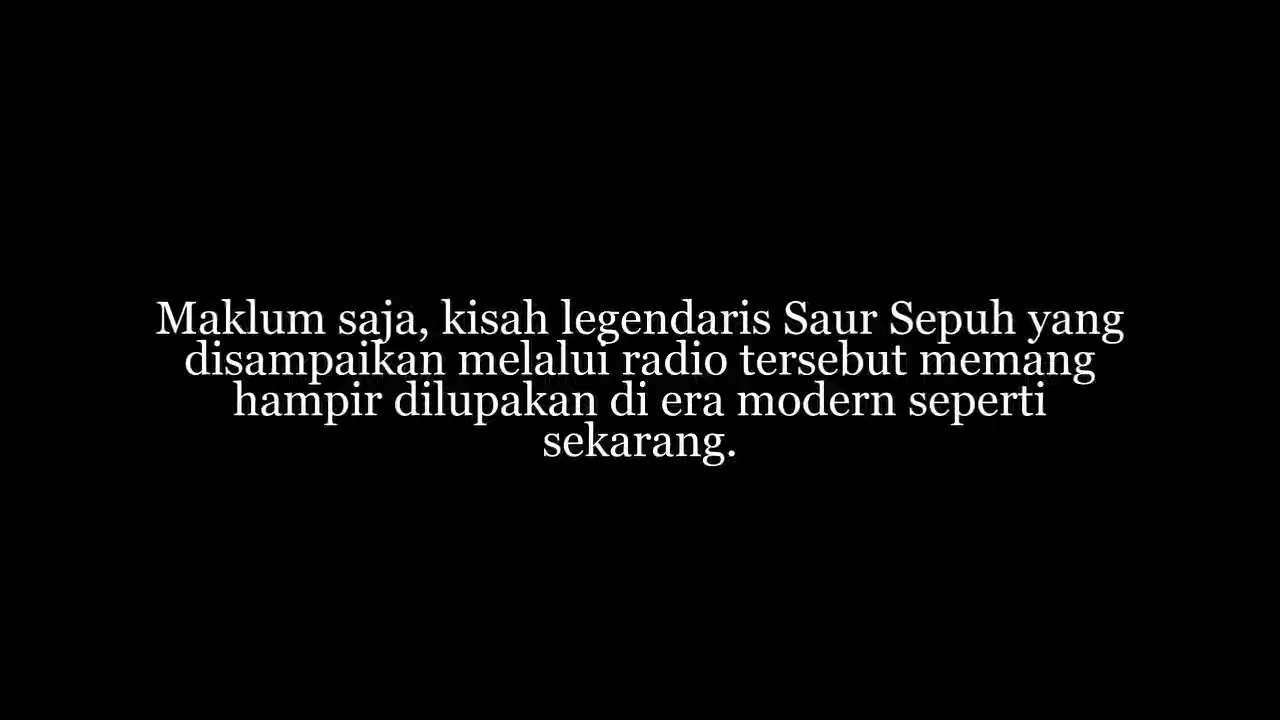 Maklum saja, kisah legendaris Saur Sepuh yang
disampaikan melalui radio tersebut memang
hampir dilupakan di era modern seperti
sekarang.